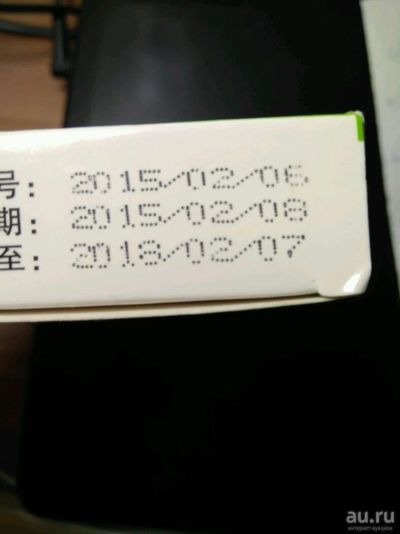 号: 2015/02/06
期: 2015/02/08
至: 2018/02/07
au.ru
интернет-аукцион